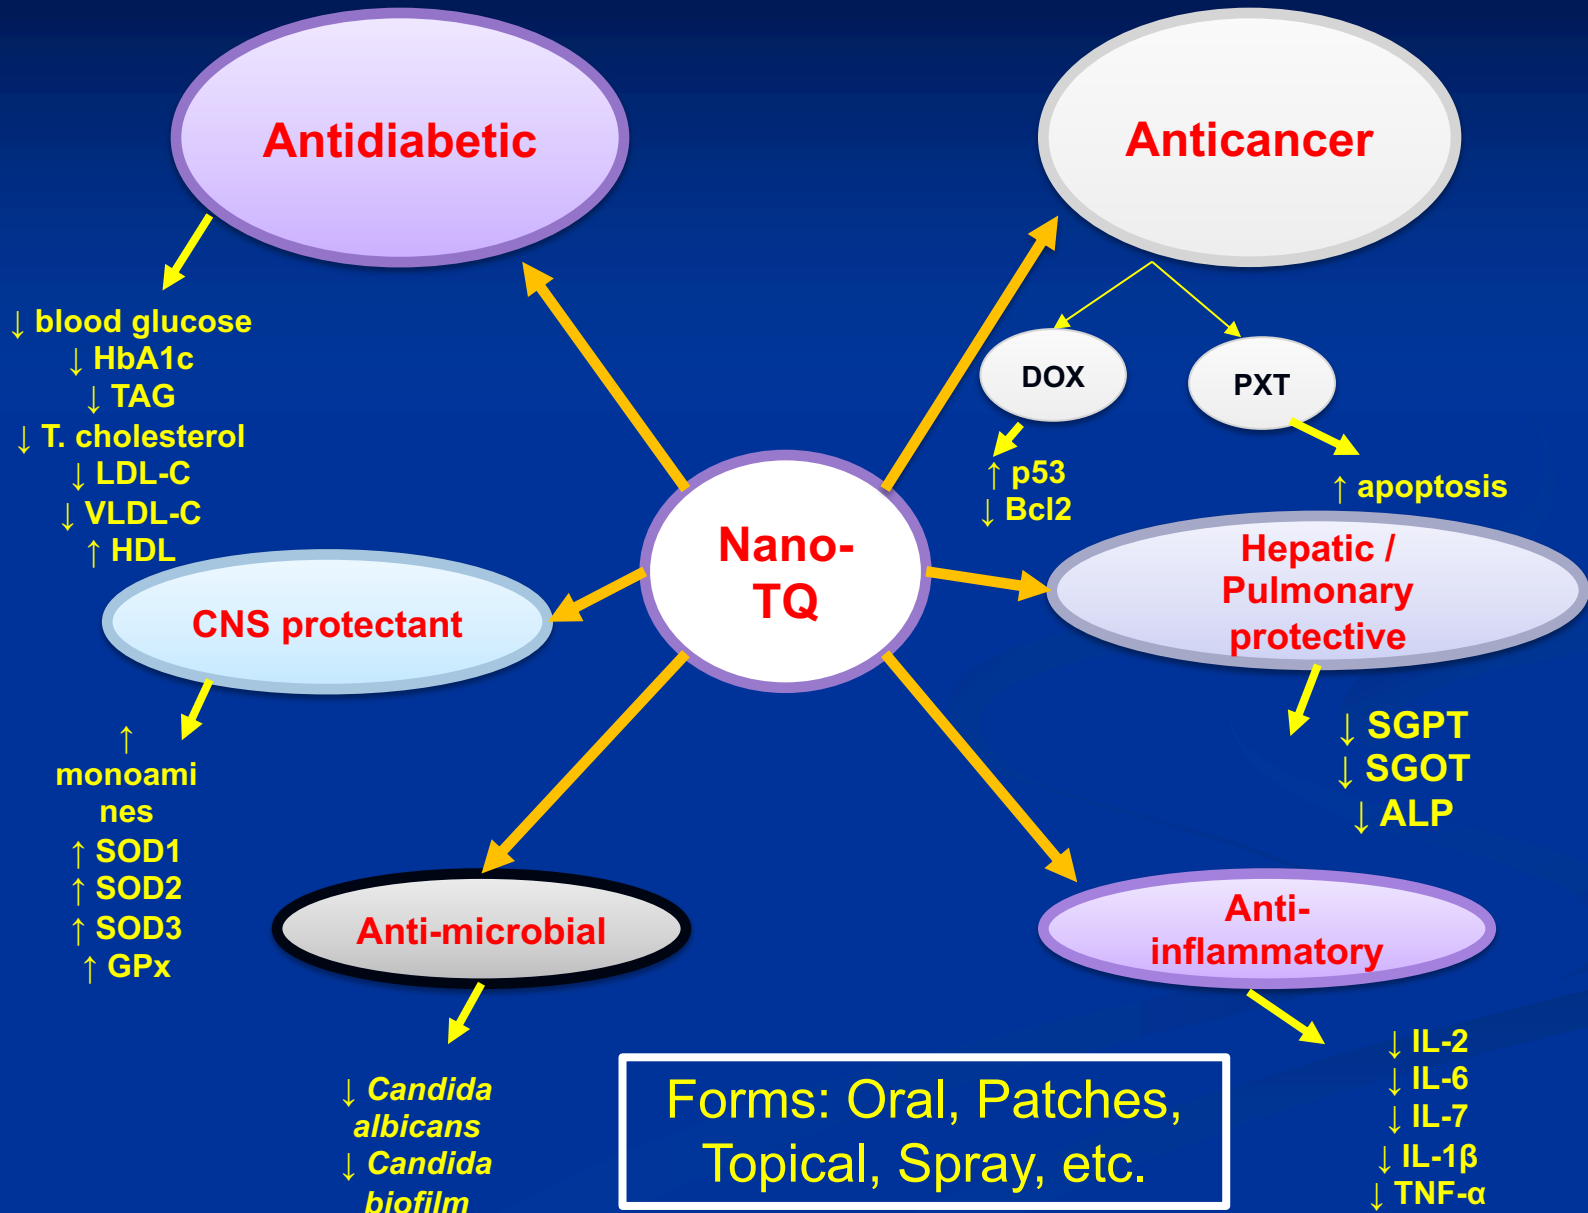 Antidiabetic
Anticancer
↓ blood glucose
↓ HbA1c
↓ TAG
↓ T. cholesterol
↓ LDL-C
↓ VLDL-C
↑ HDL
DOX
PXT
↑ p53
↓ Bcl2
↑ apoptosis
Nano-
TQ
CNS protectant
Hepatic /
Pulmonary
protective
↑
monoami
nes
↑ SOD1
↑ SOD2
↑ SOD3
↑ GPx
↓ SGPT
↓ SGOT
↓ ALP
Anti-microbial
Anti-
inflammatory
↓ Candida
albicans
↓ Candida
biofilm
Forms: Oral, Patches,
Topical, Spray, etc.
↓ IL-2
↓ IL-6
↓ IL-7
↓ IL-1β
↓ TNF-α